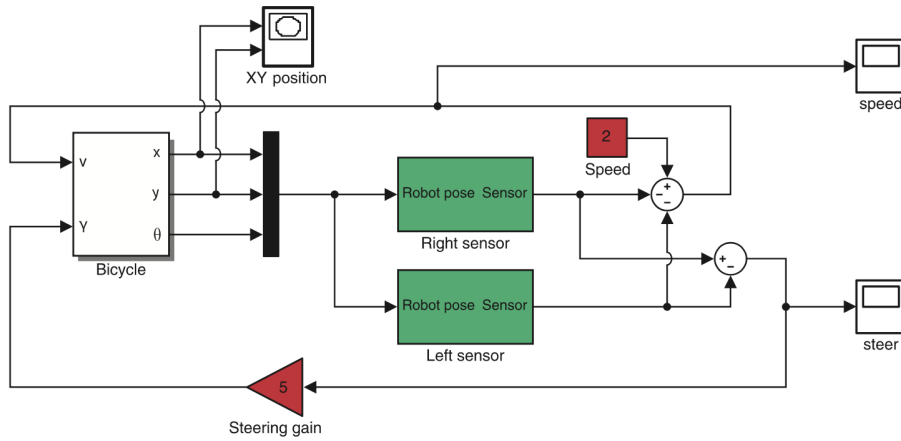 XY position
speed
2
Speed
v
x
y
γ
θ
Bicycle
Robot pose Sensor
Right sensor
+
−
−
+
−
Robot pose Sensor
Left sensor
steer
5
Steering gain